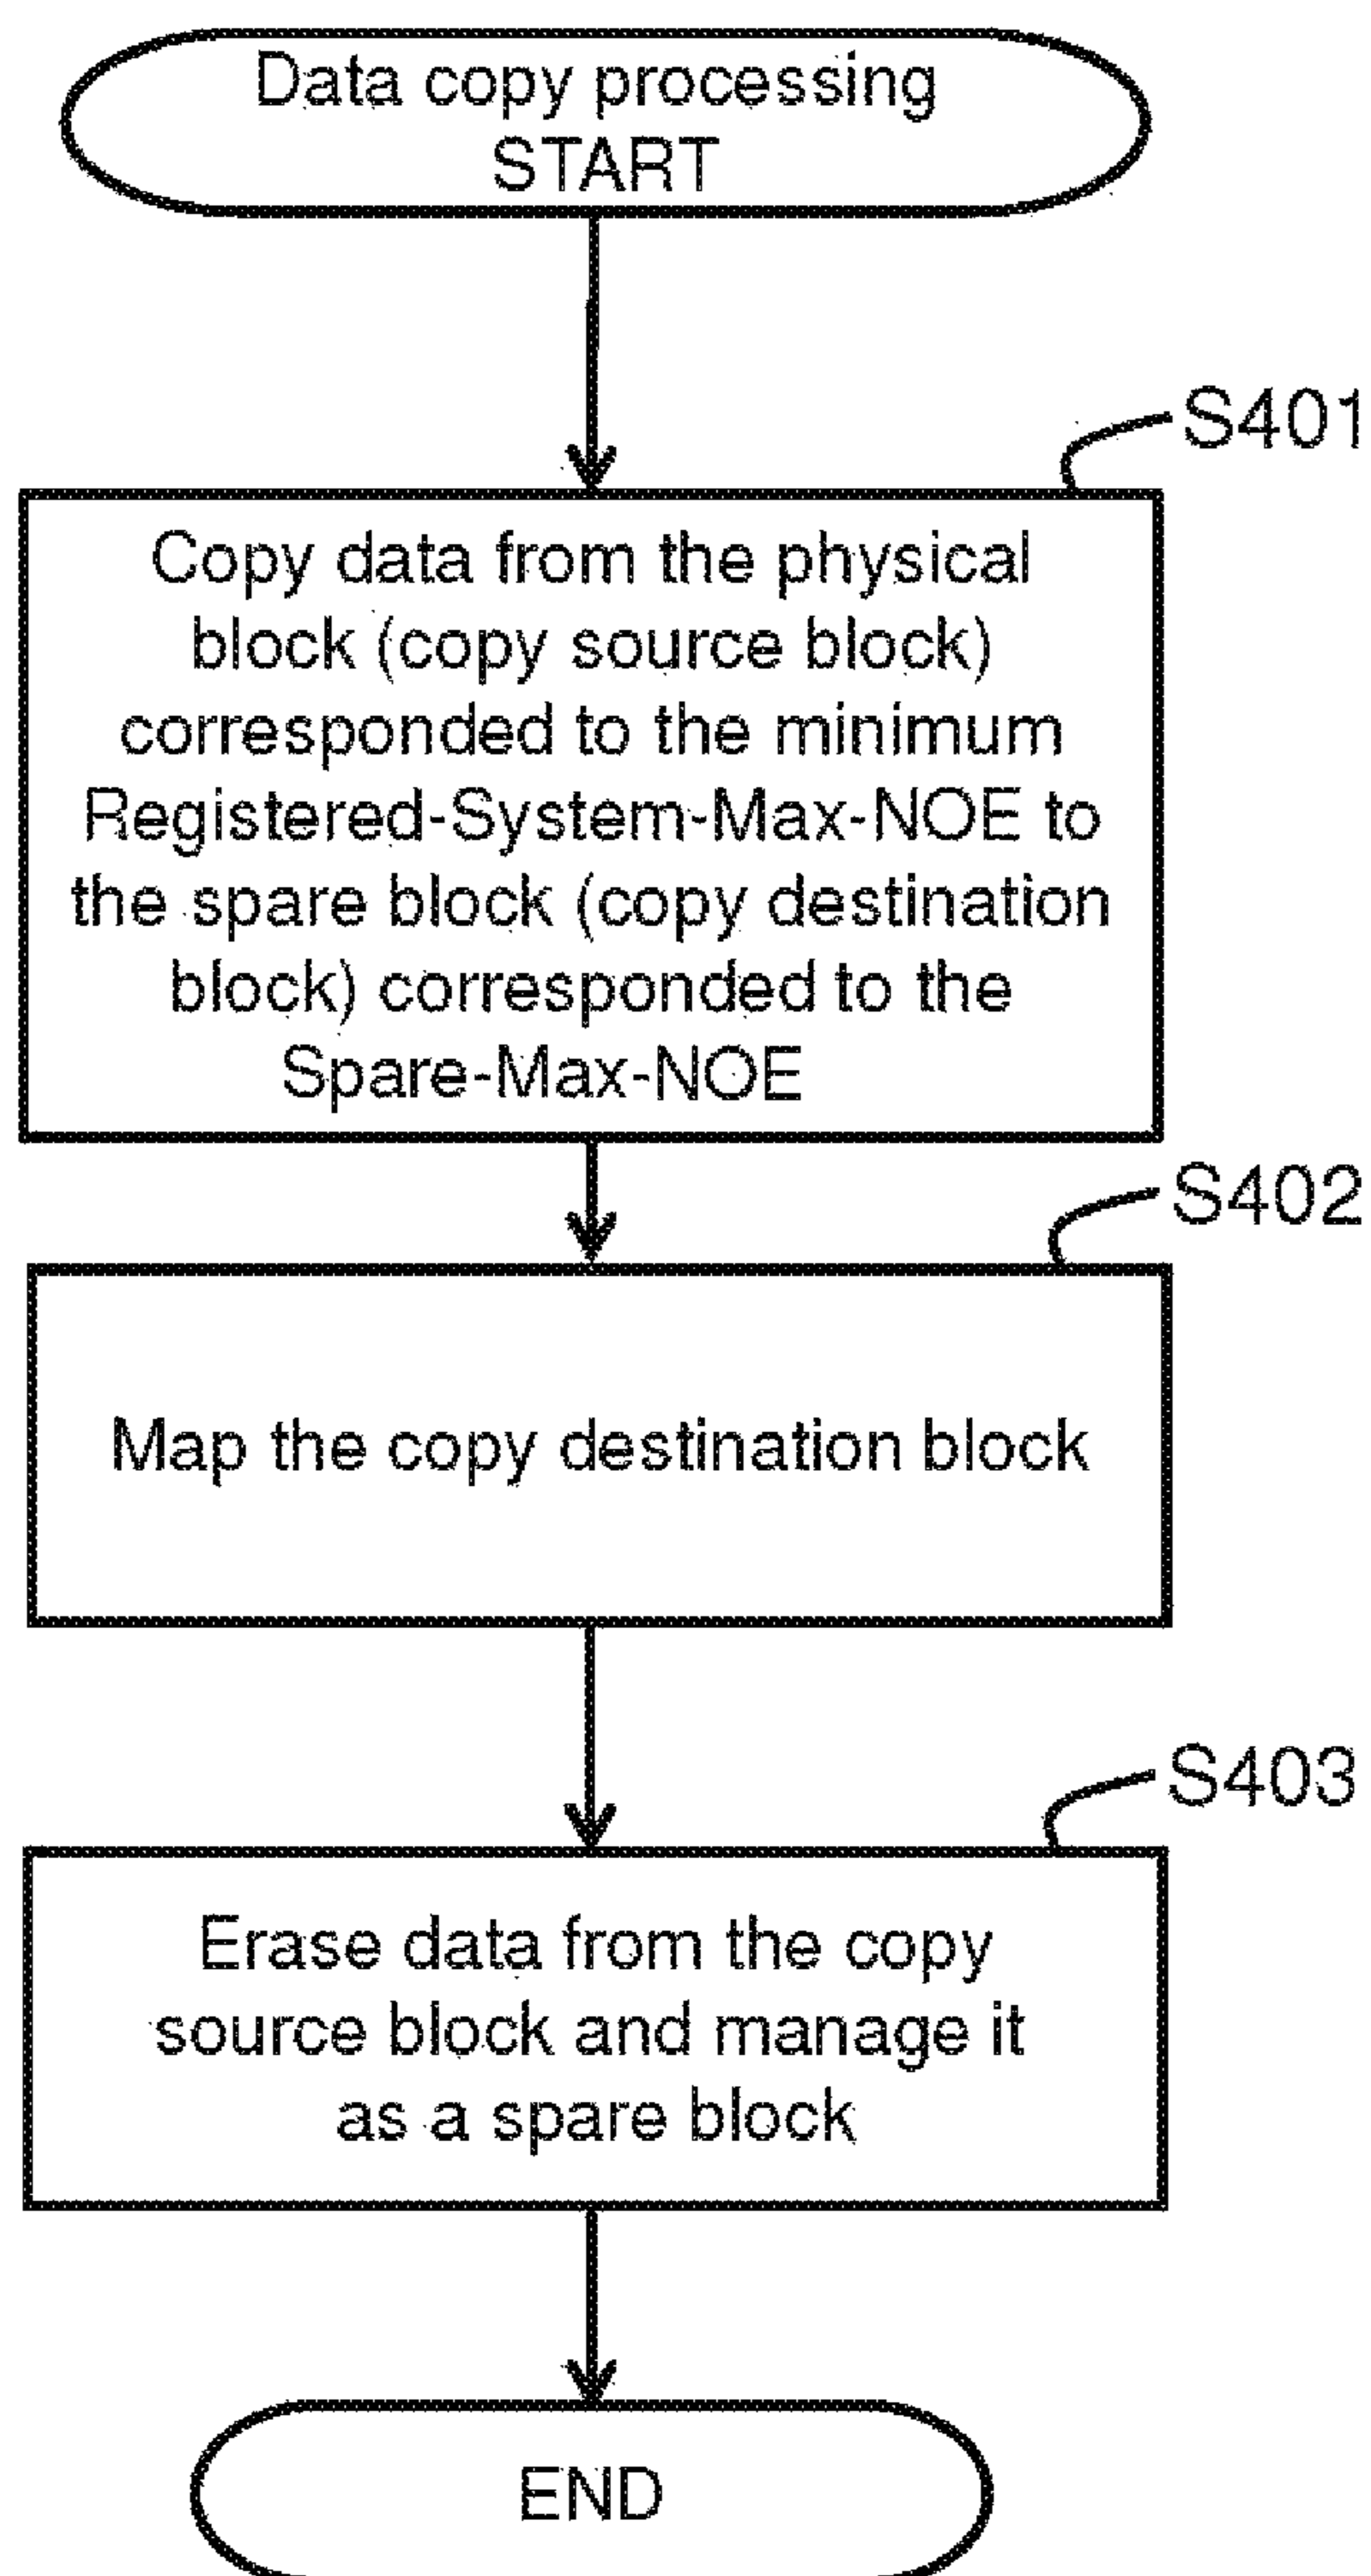 Data copy processing
START
S401
Copy data from the physical
block (copy source block)
corresponded to the minimum
Registered-System-Max-NOE to
the spare block (copy destination
block) corresponded to the
Spare-Max-NOE
S402
Map the copy destination block
S403
Erase data from the copy
source block and manage it
as a spare block
END